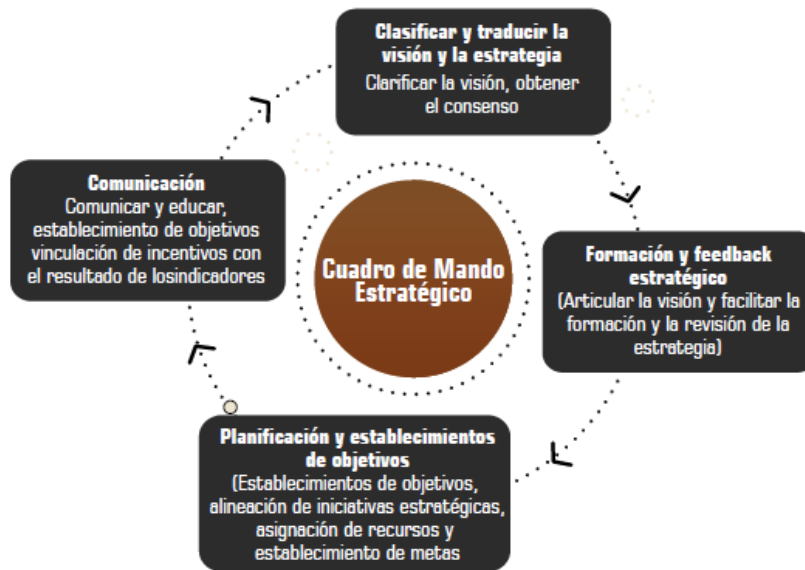 Clasificar y traducir la
visión y la estrategia
Clarificar la visión, obtener
el consenso
Formación y feedback
estratégico
(Articular la visión y facilitar la
formación y la revisión de la
estrategia)
Planificación y establecimientos
de objetivos
(Establecimientos de objetivos,
alineación de iniciativas estratégicas,
asignación de recursos y
establecimiento de metas
Comunicación
Comunicar y educar,
establecimiento de objetivos
vinculación de incentivos con
el resultado de losindicadores
Cuadro de Mando
Estratégico